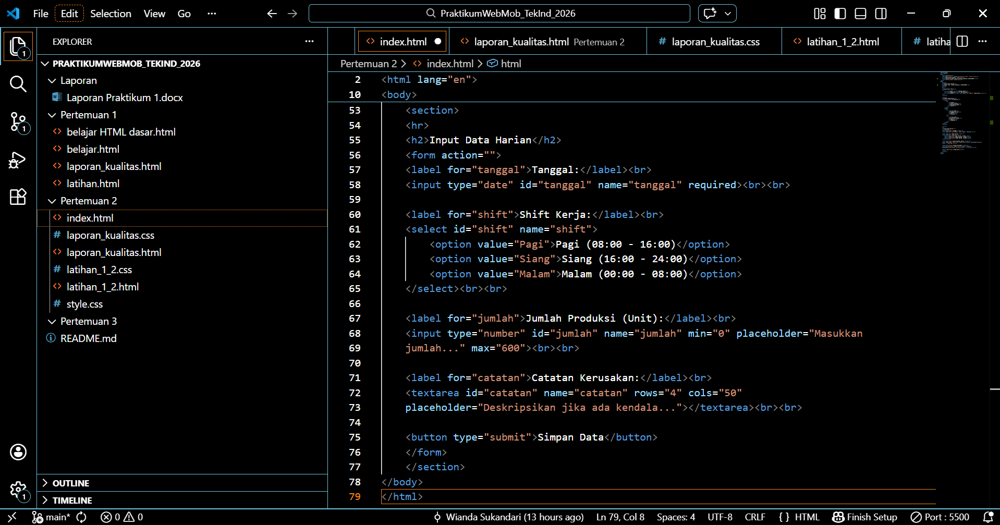 File Edit Selection View Go ··· PraktikumWebMob_TekInd_2026
EXPLORER ···
index.html laporan_kualitas.html Pertemuan 2 laporan_kualitas.css latihan_1_2.html latiha ···
PRAKTIKUMWEBMOB_TEKIND_2026
Laporan
Laporan Praktikum 1.docx
Pertemuan 1
belajar HTML dasar.html
belajar.html
laporan_kualitas.html
latihan.html
Pertemuan 2
index.html
laporan_kualitas.css
laporan_kualitas.html
latihan_1_2.css
latihan_1_2.html
style.css
Pertemuan 3
README.md
OUTLINE
TIMELINE
1
1
1
Pertemuan 2 > index.html > html
2 <html lang="en">
10 <body>
53 <section>
54 <hr>
55 <h2>Input Data Harian</h2>
56 <form action="">
57 <label for="tanggal">Tanggal:</label><br>
58 <input type="date" id="tanggal" name="tanggal" required><br><br>
59
60 <label for="shift">Shift Kerja:</label><br>
61 <select id="shift" name="shift">
62 <option value="Pagi">Pagi (08:00 - 16:00)</option>
63 <option value="Siang">Siang (16:00 - 24:00)</option>
64 <option value="Malam">Malam (00:00 - 08:00)</option>
65 </select><br><br>
66
67 <label for="jumlah">Jumlah Produksi (Unit):</label><br>
68 <input type="number" id="jumlah" name="jumlah" min="0" placeholder="Masukkan
69 jumlah..." max="600"><br><br>
70
71 <label for="catatan">Catatan Kerusakan:</label><br>
72 <textarea id="catatan" name="catatan" rows="4" cols="50"
73 placeholder="Deskripsikan jika ada kendala..."></textarea><br><br>
74
75 <button type="submit">Simpan Data</button>
76 </form>
77 </section>
78 </body>
79 </html>
main* 0 0 Wianda Sukandari (13 hours ago) Ln 79, Col 8 Spaces: 4 UTF-8 CRLF { } HTML Finish Setup Port : 5500